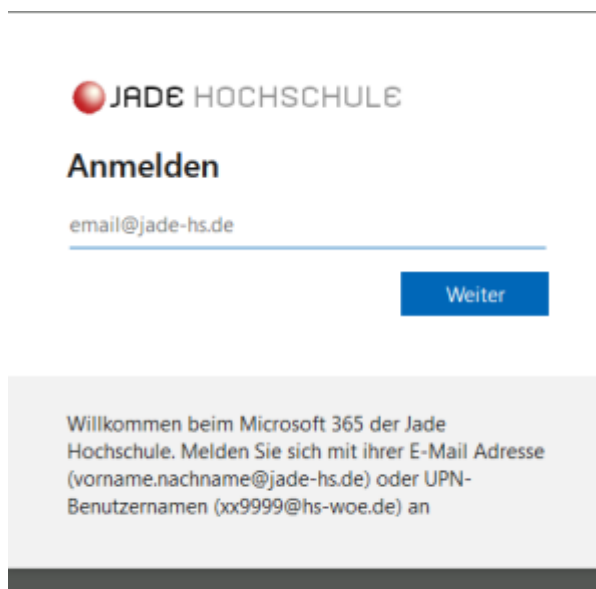 JADE HOCHSCHULE
Anmelden
email@jade-hs.de
Weiter
Willkommen beim Microsoft 365 der Jade
Hochschule. Melden Sie sich mit ihrer E-Mail Adresse
(vorname.nachname@jade-hs.de) oder UPN-
Benutzernamen (xx9999@hs-woe.de) an